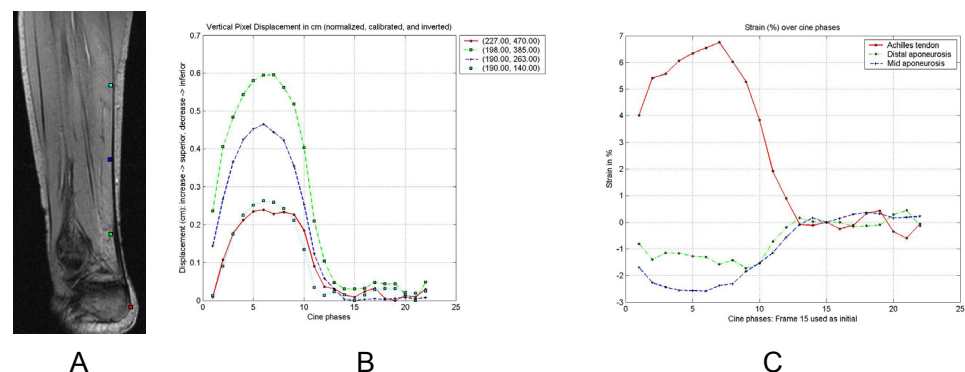 Vertical Pixel Displacement in cm (normalized, calibrated, and inverted)
Displacement (cm): increase -> superior, decrease -> inferior
0.7
0.6
0.5
0.4
0.3
0.2
0.1
0
0 5 10 15 20 25
Cine phases
(227.00, 470.00)
(198.00, 385.00)
(190.00, 263.00)
(190.00, 140.00)
Strain (%) over cine phases
Strain in %
7
6
5
4
3
2
1
0
-1
-2
-3
0 5 10 15 20 25
Cine phases: Frame 15 used as initial
Achilles tendon
Distal aponeurosis
Mid aponeurosis
A B C